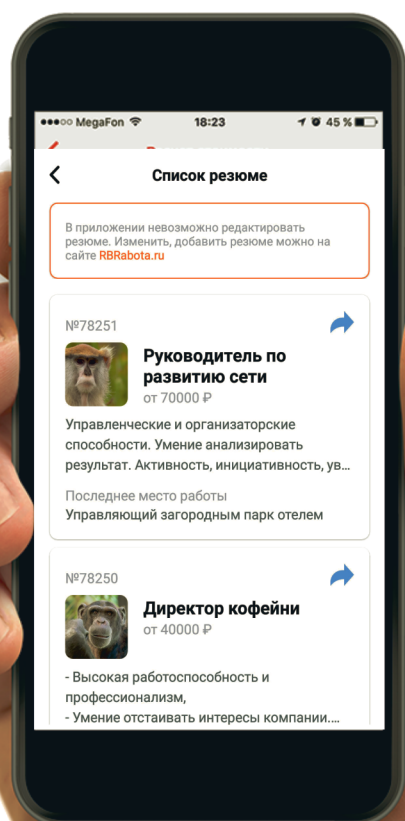 MegaFon 18:23 45 %
Список резюме
В приложении невозможно редактировать
резюме. Изменить, добавить резюме можно на
сайте RBRabota.ru
№78251
Руководитель по
развитию сети
от 70000 ₽
Управленческие и организаторские
способности. Умение анализировать
результат. Активность, инициативность, ув...
Последнее место работы
Управляющий загородным парк отелем
№78250
Директор кофейни
от 40000 ₽
- Высокая работоспособность и
профессионализм,
- Умение отстаивать интересы компании....